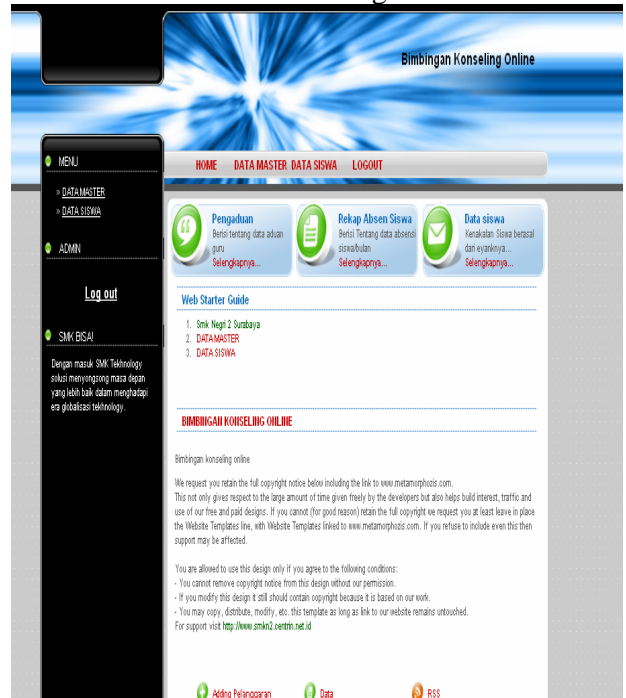 Bimbingan Konseling Online
MENU
» DATA MASTER
» DATA SISWA
ADMIN
Log out
SMK BISA!
Dengan masuk SMK Tekhnology
solusi menyongsong masa depan
yang lebih baik dalam menghadapi
era globalisasi tekhnology.
HOME DATA MASTER DATA SISWA LOGOUT
Pengaduan
Berisi tentang data aduan
guru
Selengkapnya...
Rekap Absen Siswa
Berisi Tentang data absensi
siswa/bulan
Selengkapnya...
Data siswa
Kenakalan Siswa berasal
dari eyanknya...
Selengkapnya...
Web Starter Guide
1. Smk Negri 2 Surabaya
2. DATA MASTER
3. DATA SISWA
BIMBINGAN KONSELING ONLINE
Bimbingan konseling online
We request you retain the full copyright notice below including the link to www.metamorphozis.com.
This not only gives respect to the large amount of time given freely by the developers but also helps build interest, traffic and
use of our free and paid designs. If you cannot (for good reason) retain the full copyright we request you at least leave in place
the Website Templates line, with Website Templates linked to www.metamorphozis.com. If you refuse to include even this then
support may be affected.
You are allowed to use this design only if you agree to the following conditions:
- You cannot remove copyright notice from this design without our permission.
- If you modify this design it still should contain copyright because it is based on our work.
- You may copy, distribute, modify, etc. this template as long as link to our website remains untouched.
For support visit http://www.smkn2.centrin.net.id
Adding Pelanggaran Data RSS